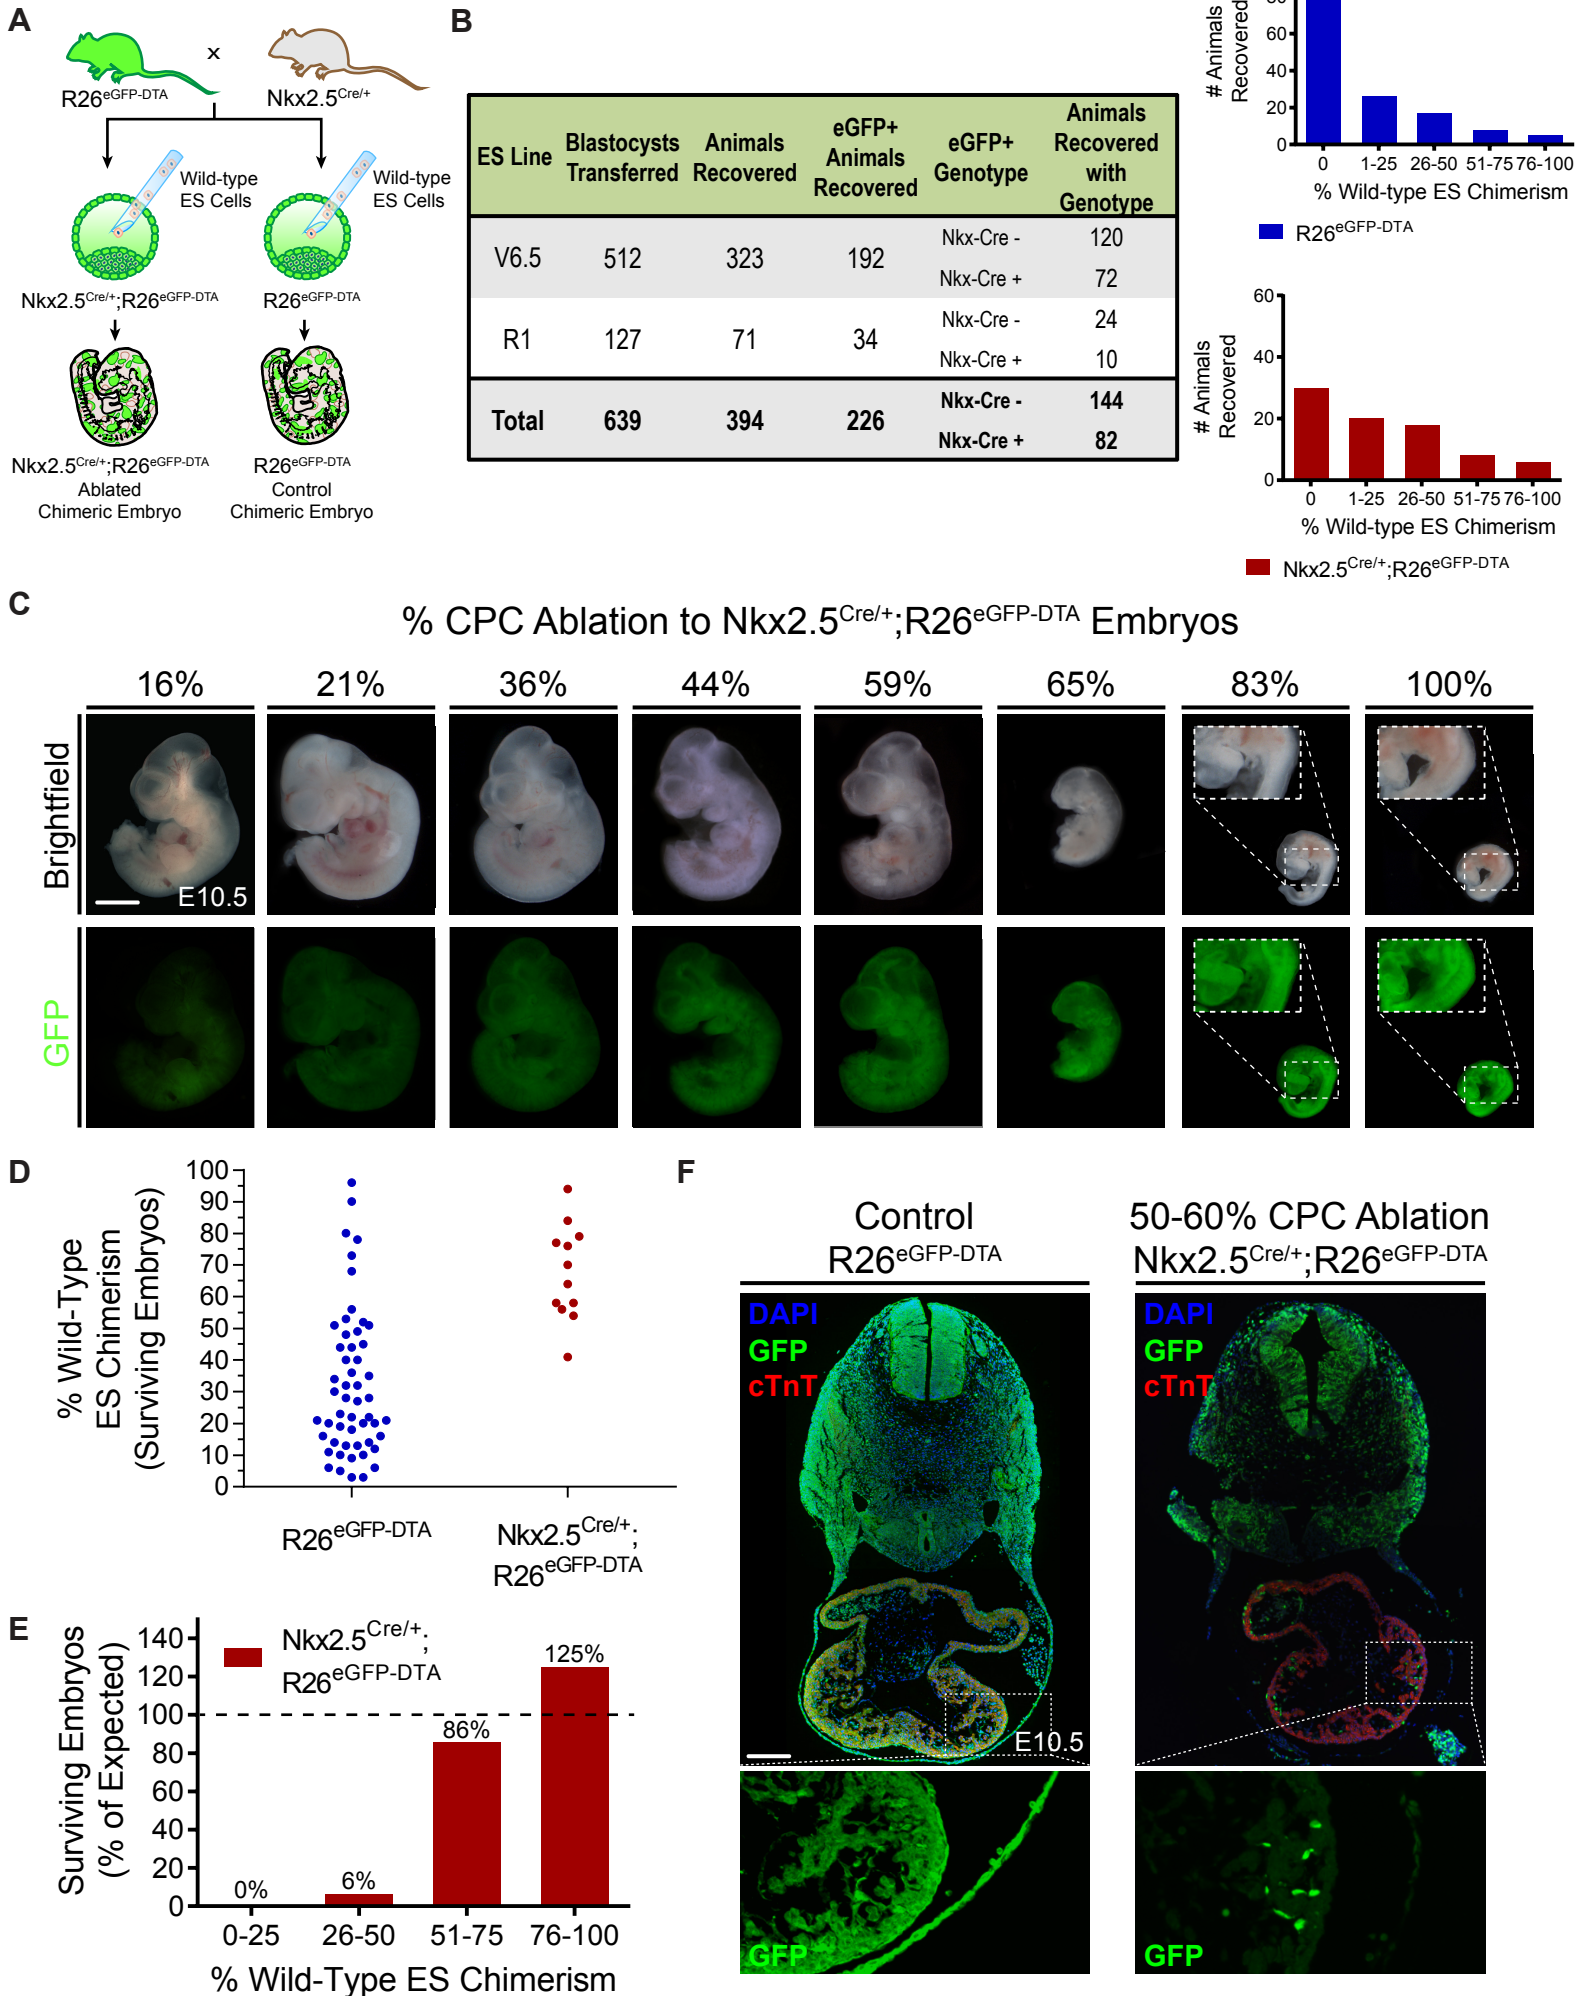 A
x
R26eGFP-DTA
Nkx2.5Cre/+
Wild-type
ES Cells
Wild-type
ES Cells
Nkx2.5Cre/+;R26eGFP-DTA
R26eGFP-DTA
Nkx2.5Cre/+;R26eGFP-DTA
Ablated
Chimeric Embryo
R26eGFP-DTA
Control
Chimeric Embryo
B
ES Line Blastocysts Transferred Animals Recovered eGFP+ Animals Recovered eGFP+ Genotype Animals Recovered with Genotype
V6.5 512 323 192 Nkx-Cre - 120
Nkx-Cre + 72
R1 127 71 34 Nkx-Cre - 24
Nkx-Cre + 10
Total 639 394 226 Nkx-Cre - 144
Nkx-Cre + 82
# Animals
Recovered
60
40
20
0
0 1-25 26-50 51-75 76-100
% Wild-type ES Chimerism
R26eGFP-DTA
# Animals
Recovered
60
40
20
0
0 1-25 26-50 51-75 76-100
% Wild-type ES Chimerism
Nkx2.5Cre/+;R26eGFP-DTA
C
% CPC Ablation to Nkx2.5Cre/+;R26eGFP-DTA Embryos
16% 21% 36% 44% 59% 65% 83% 100%
Brightfield
E10.5
GFP
D
% Wild-Type
ES Chimerism
(Surviving Embryos)
100
90
80
70
60
50
40
30
20
10
0
R26eGFP-DTA
Nkx2.5Cre/+;
R26eGFP-DTA
E
Surviving Embryos
(% of Expected)
140
120
100
80
60
40
20
0
Nkx2.5Cre/+;
R26eGFP-DTA
0% 6% 86% 125%
0-25 26-50 51-75 76-100
% Wild-Type ES Chimerism
F
Control
R26eGFP-DTA
50-60% CPC Ablation
Nkx2.5Cre/+;R26eGFP-DTA
DAPI
GFP
cTnT
E10.5
GFP
DAPI
GFP
cTnT
GFP